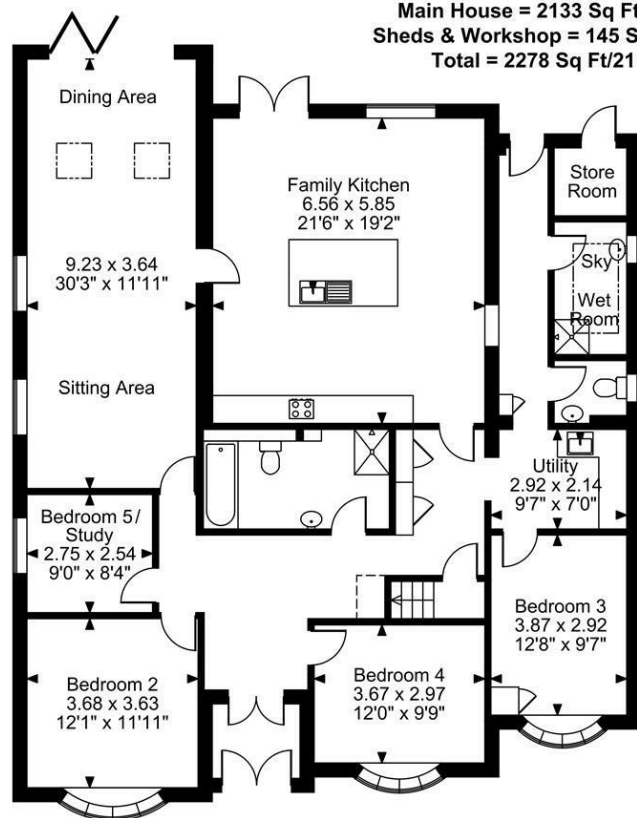 Main House = 2133 Sq Ft
Sheds & Workshop = 145 S
Total = 2278 Sq Ft/21
Dining Area
9.23 x 3.64
30'3" x 11'11"
Sitting Area
Family Kitchen
6.56 x 5.85
21'6" x 19'2"
Store
Room
Sky
Wet
Room
Utility
2.92 x 2.14
9'7" x 7'0"
Bedroom 5/
Study
2.75 x 2.54
9'0" x 8'4"
Bedroom 3
3.87 x 2.92
12'8" x 9'7"
Bedroom 2
3.68 x 3.63
12'1" x 11'11"
Bedroom 4
3.67 x 2.97
12'0" x 9'9"